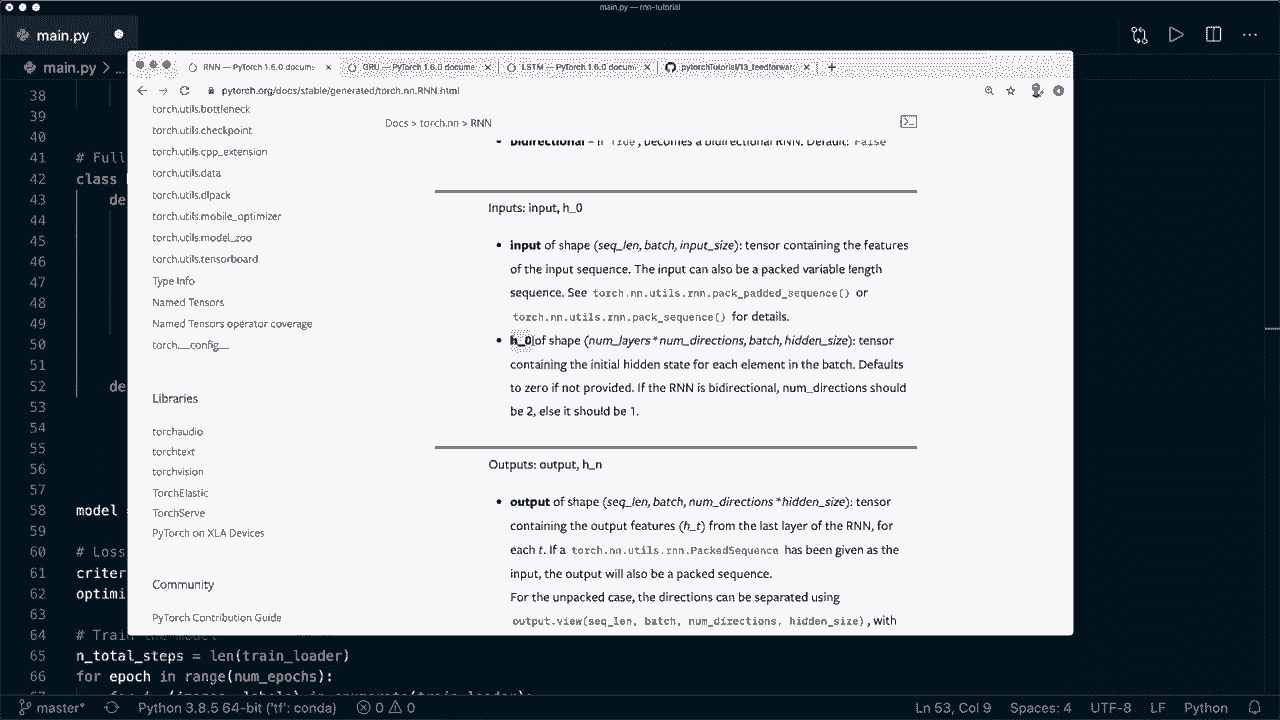 main.py — rnn-tutorial
main.py
main.py > ...
RNN — PyTorch 1.6.0 docume
GRU — PyTorch 1.6.0 docume
LSTM — PyTorch 1.6.0 docum
pytorchTutorial/13_feedforwar
pytorch.org/docs/stable/generated/torch.nn.RNN.html
38
39
40
41 # Full
42 class
43 de
44
45
46
47
48
49
50
51
52 de
53
54
55
56
57
58 model =
59
60 # Loss
61 criter
62 optimi
63
64 # Train the model
65 n_total_steps = len(train_loader)
66 for epoch in range(num_epochs):
67 for i, (images, labels) in enumerate(train_loader):
torch.utils.bottleneck
torch.utils.checkpoint
torch.utils.cpp_extension
torch.utils.data
torch.utils.dlpack
torch.utils.mobile_optimizer
torch.utils.model_zoo
torch.utils.tensorboard
Type Info
Named Tensors
Named Tensors operator coverage
torch.__config__
Libraries
torchaudio
torchtext
torchvision
TorchElastic
TorchServe
PyTorch on XLA Devices
Community
PyTorch Contribution Guide
Docs > torch.nn > RNN
bidirectional – If True, becomes a bidirectional RNN. Default: False
Inputs: input, h_0
• input of shape (seq_len, batch, input_size): tensor containing the features
of the input sequence. The input can also be a packed variable length
sequence. See torch.nn.utils.rnn.pack_padded_sequence() or
torch.nn.utils.rnn.pack_sequence() for details.
• h_0 of shape (num_layers * num_directions, batch, hidden_size): tensor
containing the initial hidden state for each element in the batch. Defaults
to zero if not provided. If the RNN is bidirectional, num_directions should
be 2, else it should be 1.
Outputs: output, h_n
• output of shape (seq_len, batch, num_directions * hidden_size): tensor
containing the output features (h_t) from the last layer of the RNN, for
each t. If a torch.nn.utils.rnn.PackedSequence has been given as the
input, the output will also be a packed sequence.
For the unpacked case, the directions can be separated using
output.view(seq_len, batch, num_directions, hidden_size), with
master*
Python 3.8.5 64-bit ('tf': conda)
0 0
Ln 53, Col 9
Spaces: 4
UTF-8
LF
Python